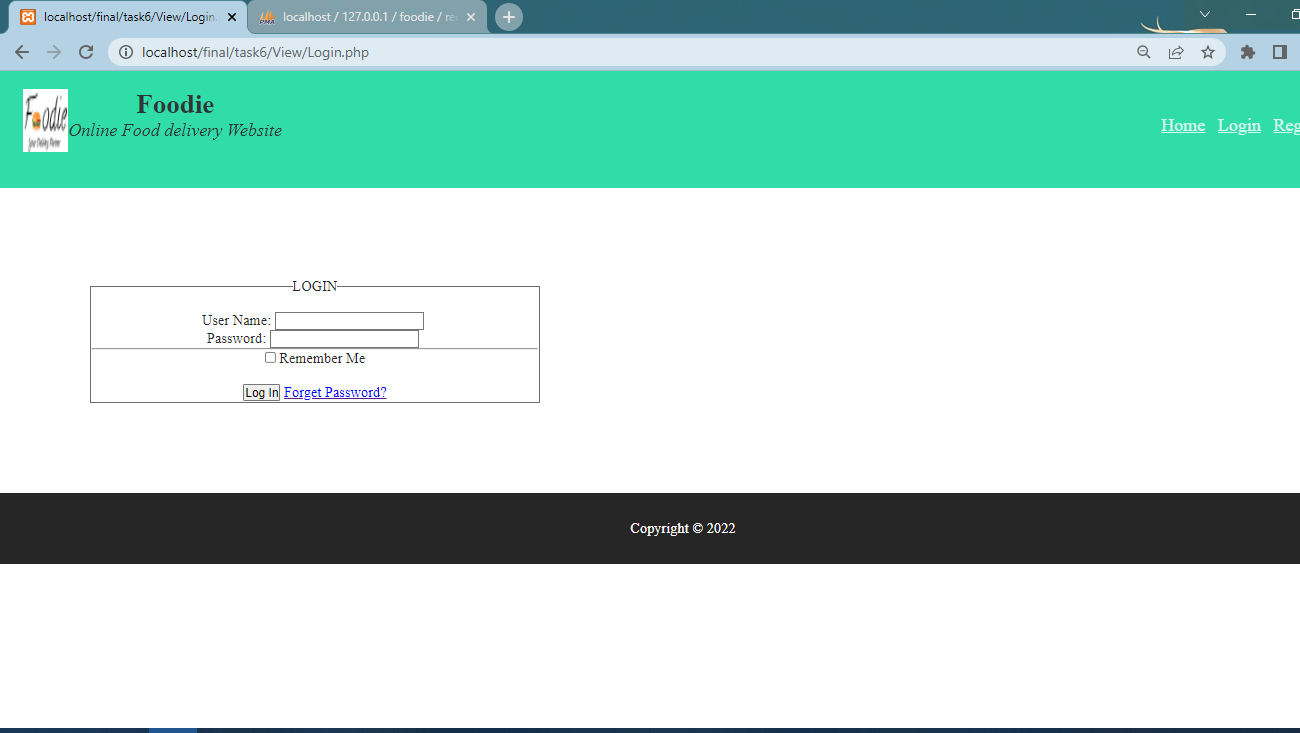 localhost/final/task6/View/Login.
localhost / 127.0.0.1 / foodie / re
localhost/final/task6/View/Login.php
Foodie
Your Delivery Partner
Foodie
Online Food delivery Website
Home Login Reg
LOGIN
User Name:
Password:
Remember Me
Log In Forget Password?
Copyright © 2022